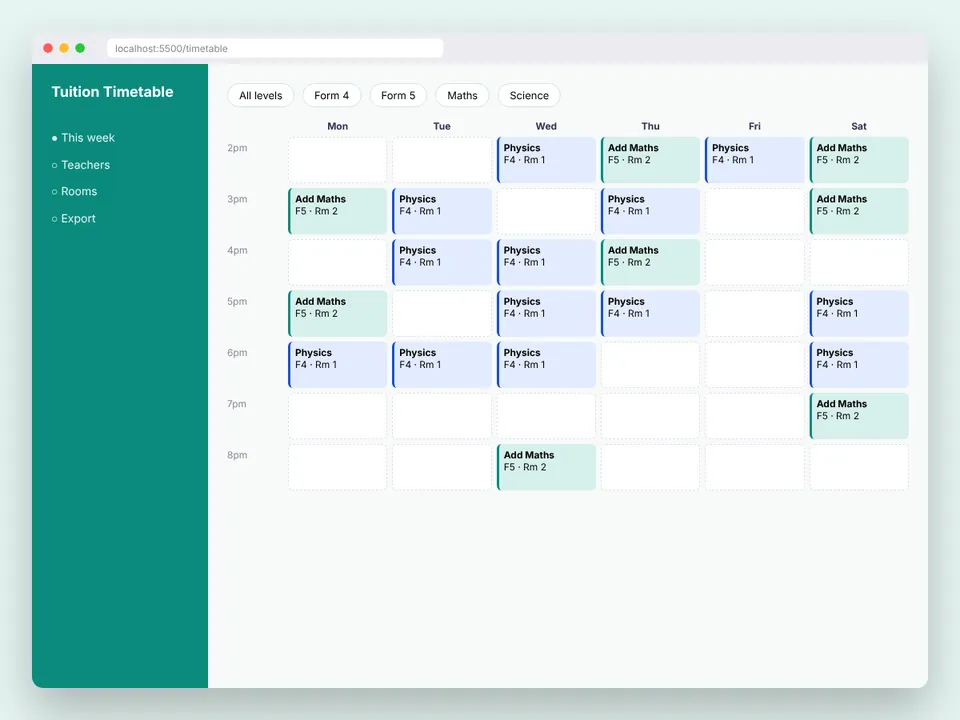 localhost:5500/timetable
Tuition Timetable
● This week
○ Teachers
○ Rooms
○ Export
All levels Form 4 Form 5 Maths Science
Mon Tue Wed Thu Fri Sat
2pm
Physics Add Maths Physics Add Maths
F4 · Rm 1 F5 · Rm 2 F4 · Rm 1 F5 · Rm 2
3pm
Add Maths Physics Physics Add Maths
F5 · Rm 2 F4 · Rm 1 F4 · Rm 1 F5 · Rm 2
4pm
Physics Physics Add Maths
F4 · Rm 1 F4 · Rm 1 F5 · Rm 2
5pm
Add Maths Physics Physics Physics
F5 · Rm 2 F4 · Rm 1 F4 · Rm 1 F4 · Rm 1
6pm
Physics Physics Physics Physics
F4 · Rm 1 F4 · Rm 1 F4 · Rm 1 F4 · Rm 1
7pm
Add Maths
F5 · Rm 2
8pm
Add Maths
F5 · Rm 2